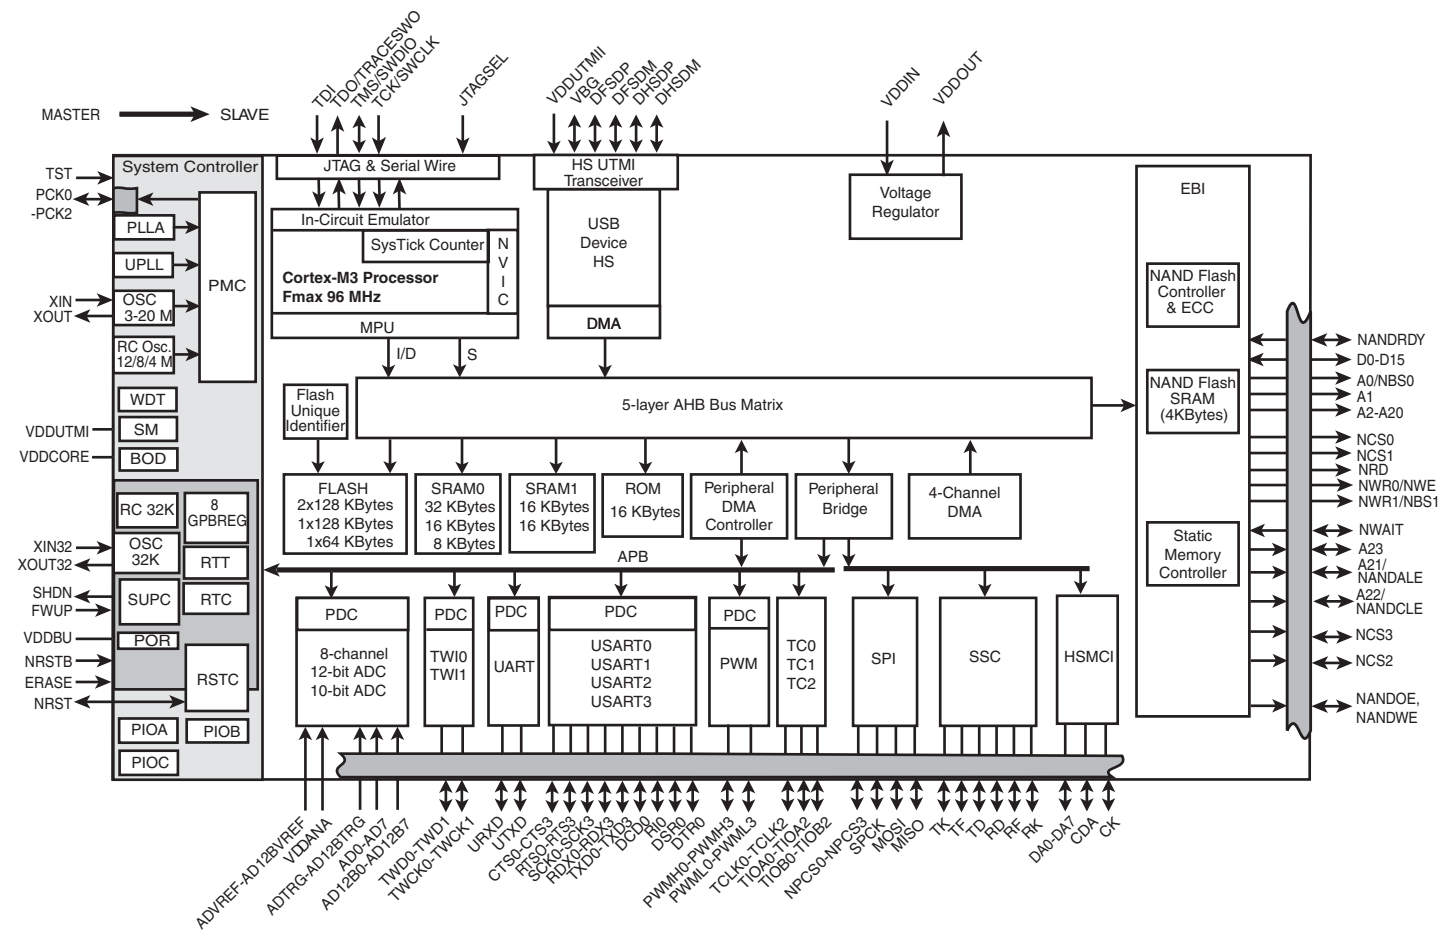 MASTER
SLAVE
TDI
TDO/TRACESWO
TMS/SWDIO
TCK/SWCLK
JTAGSEL
VDDUTMII
VBG
DFSDP
DFSDM
DHSDP
DHSDM
VDDIN
VDDOUT
TST
PCK0
-PCK2
XIN
XOUT
VDDUTMI
VDDCORE
XIN32
XOUT32
SHDN
FWUP
VDDBU
NRSTB
ERASE
NRST
System Controller
PLLA
UPLL
OSC
3-20 M
RC Osc.
12/8/4 M
PMC
WDT
SM
BOD
RC 32K
8
GPBREG
OSC
32K
RTT
SUPC
RTC
POR
RSTC
PIOA
PIOB
PIOC
JTAG & Serial Wire
In-Circuit Emulator
SysTick Counter
N
V
I
C
Cortex-M3 Processor
Fmax 96 MHz
MPU
I/D
S
HS UTMI
Transceiver
USB
Device
HS
DMA
Voltage
Regulator
Flash
Unique
Identifier
5-layer AHB Bus Matrix
FLASH
2x128 KBytes
1x128 KBytes
1x64 KBytes
SRAM0
32 KBytes
16 KBytes
8 KBytes
SRAM1
16 KBytes
16 KBytes
ROM
16 KBytes
Peripheral
DMA
Controller
Peripheral
Bridge
4-Channel
DMA
APB
PDC
8-channel
12-bit ADC
10-bit ADC
PDC
TWI0
TWI1
PDC
UART
PDC
USART0
USART1
USART2
USART3
PDC
PWM
TC0
TC1
TC2
SPI
SSC
HSMCI
EBI
NAND Flash
Controller
& ECC
NAND Flash
SRAM
(4KBytes)
Static
Memory
Controller
NANDRDY
D0-D15
A0/NBS0
A1
A2-A20
NCS0
NCS1
NRD
NWR0/NWE
NWR1/NBS1
NWAIT
A23
A21/
NANDALE
A22/
NANDCLE
NCS3
NCS2
NANDOE,
NANDWE
ADVREF-AD12BVREF
VDDANA
ADTRG-AD12BTRG
AD0-AD7
AD12B0-AD12B7
TWD0-TWD1
TWCK0-TWCK1
URXD
UTXD
CTS0-CTS3
RTS0-RTS3
SCK0-SCK3
RDX0-RDX3
TXD0-TXD3
DCD0
RI0
DSR0
DTR0
PWMH0-PWMH3
PWML0-PWML3
TCLK0-TCLK2
TIOA0-TIOA2
TIOB0-TIOB2
NPCS0-NPCS3
SPCK
MOSI
MISO
TK
TF
TD
RD
RF
RK
DA0-DA7
CDA
CK